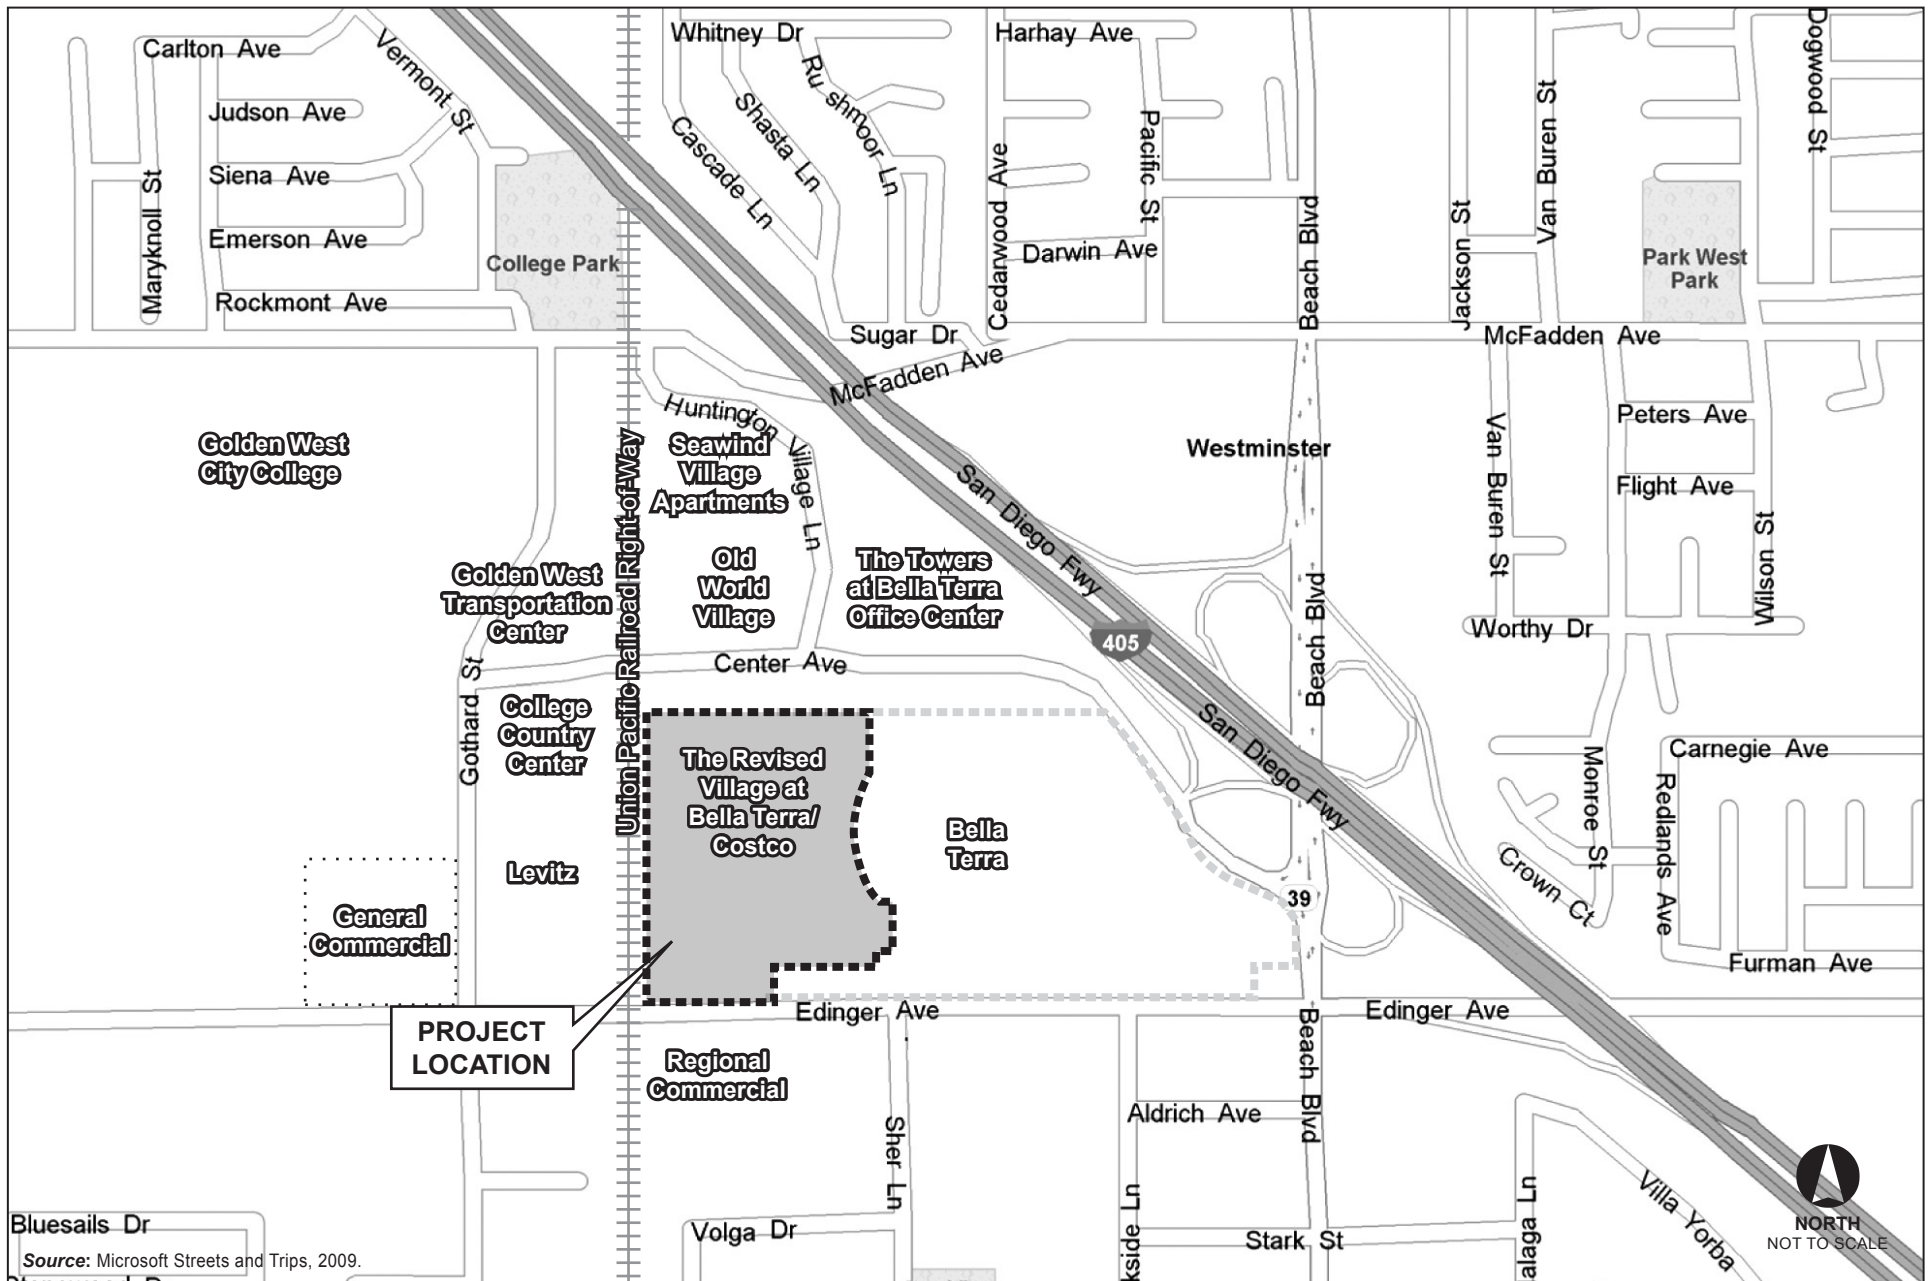 Carlton Ave
Vermont St
Whitney Dr
Harhay Ave
Dogwood St
Judson Ave
Rushmoor Ln
Shasta Ln
Cascade Ln
Pacific St
Van Buren St
Siena Ave
Maryknoll St
Emerson Ave
College Park
Cedarwood Ave
Darwin Ave
Beach Blvd
Jackson St
Park West
Park
Rockmont Ave
Sugar Dr
McFadden Ave
McFadden Ave
Huntington Village Ln
Golden West
City College
Seawind
Village
Apartments
Westminster
Peters Ave
Van Buren St
Flight Ave
San Diego Fwy
Union Pacific Railroad Right-of-Way
Golden West
Transportation
Center
Old
World
Village
The Towers
at Bella Terra
Office Center
Beach Blvd
Wilson St
Worthy Dr
405
Center Ave
Gothard St
College
Country
Center
The Revised
Village at
Bella Terra/
Costco
San Diego Fwy
Carnegie Ave
Monroe St
Redlands Ave
Bella
Terra
Levitz
Crown Ct
39
General
Commercial
Furman Ave
Edinger Ave
Edinger Ave
PROJECT
LOCATION
Regional
Commercial
Beach Blvd
Aldrich Ave
Sher Ln
kside Ln
alaga Ln
Villa Yorba
Bluesails Dr
Volga Dr
Stark St
NORTH
NOT TO SCALE
Source: Microsoft Streets and Trips, 2009.